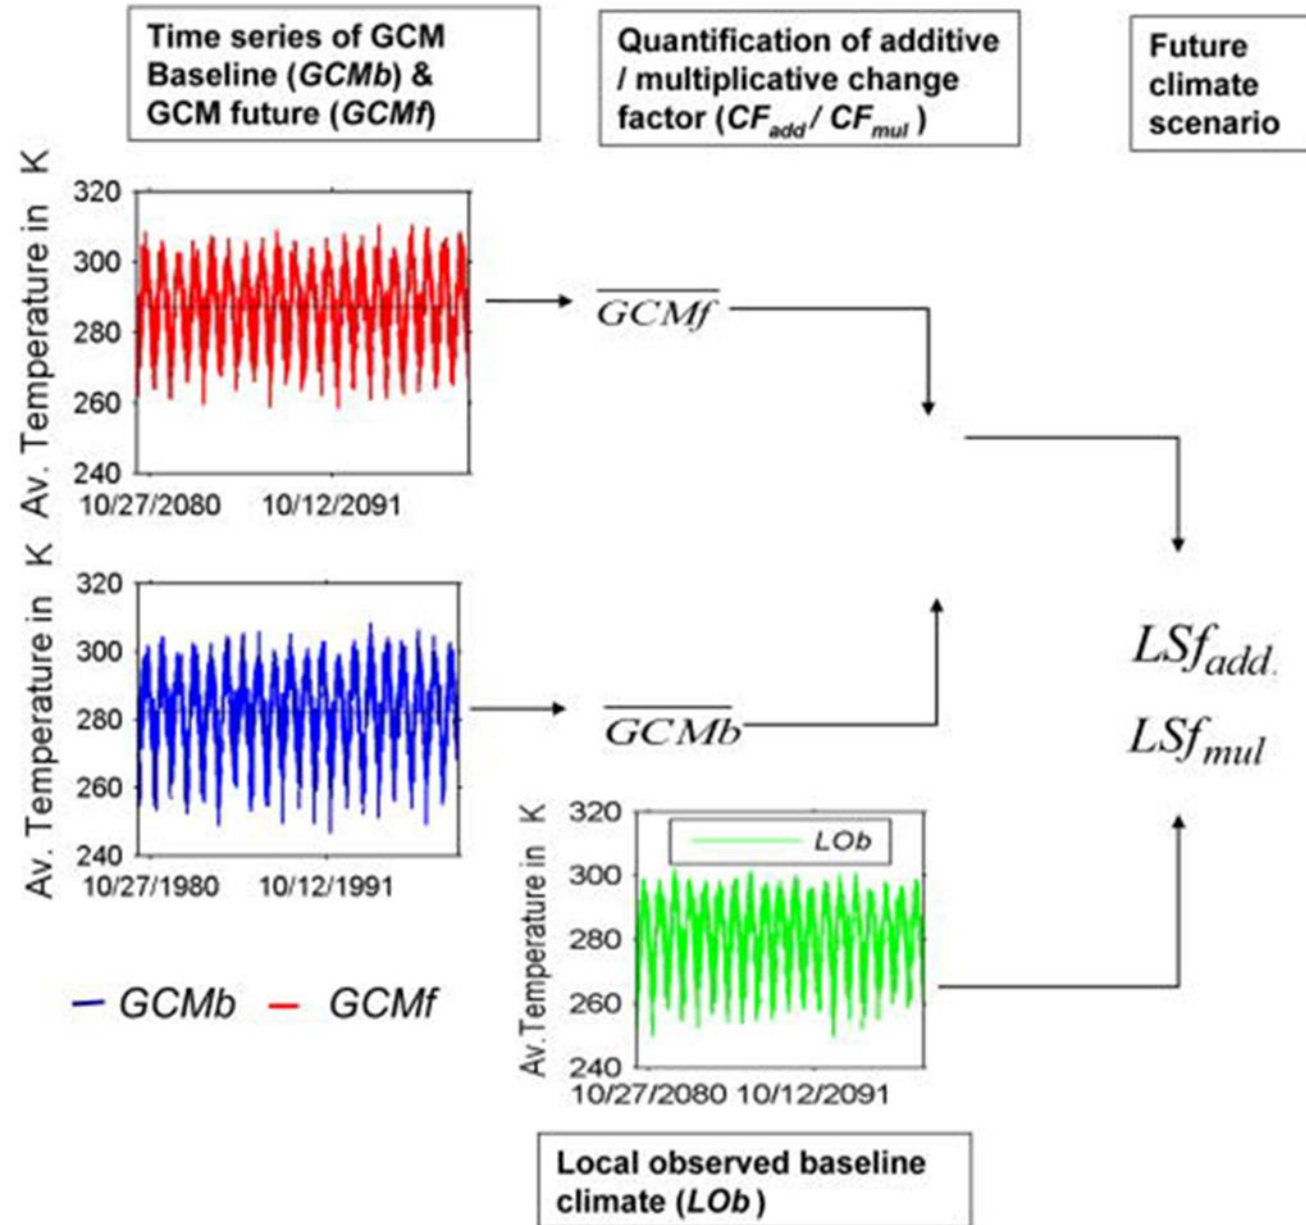 Time series of GCM
Baseline (GCMb) &
GCM future (GCMf)
Quantification of additive
/ multiplicative change
factor (CFadd / CFmul )
Future
climate
scenario
Av. Temperature in K
320
300
280
260
240
10/27/2080 10/12/2091
GCMf
Av. Temperature in K
320
300
280
260
240
10/27/1980 10/12/1991
GCMb
LSfadd.
LSfmul
Av.Temperature in K
320
300
280
260
240
LOb
10/27/2080 10/12/2091
GCMb GCMf
Local observed baseline
climate (LOb)